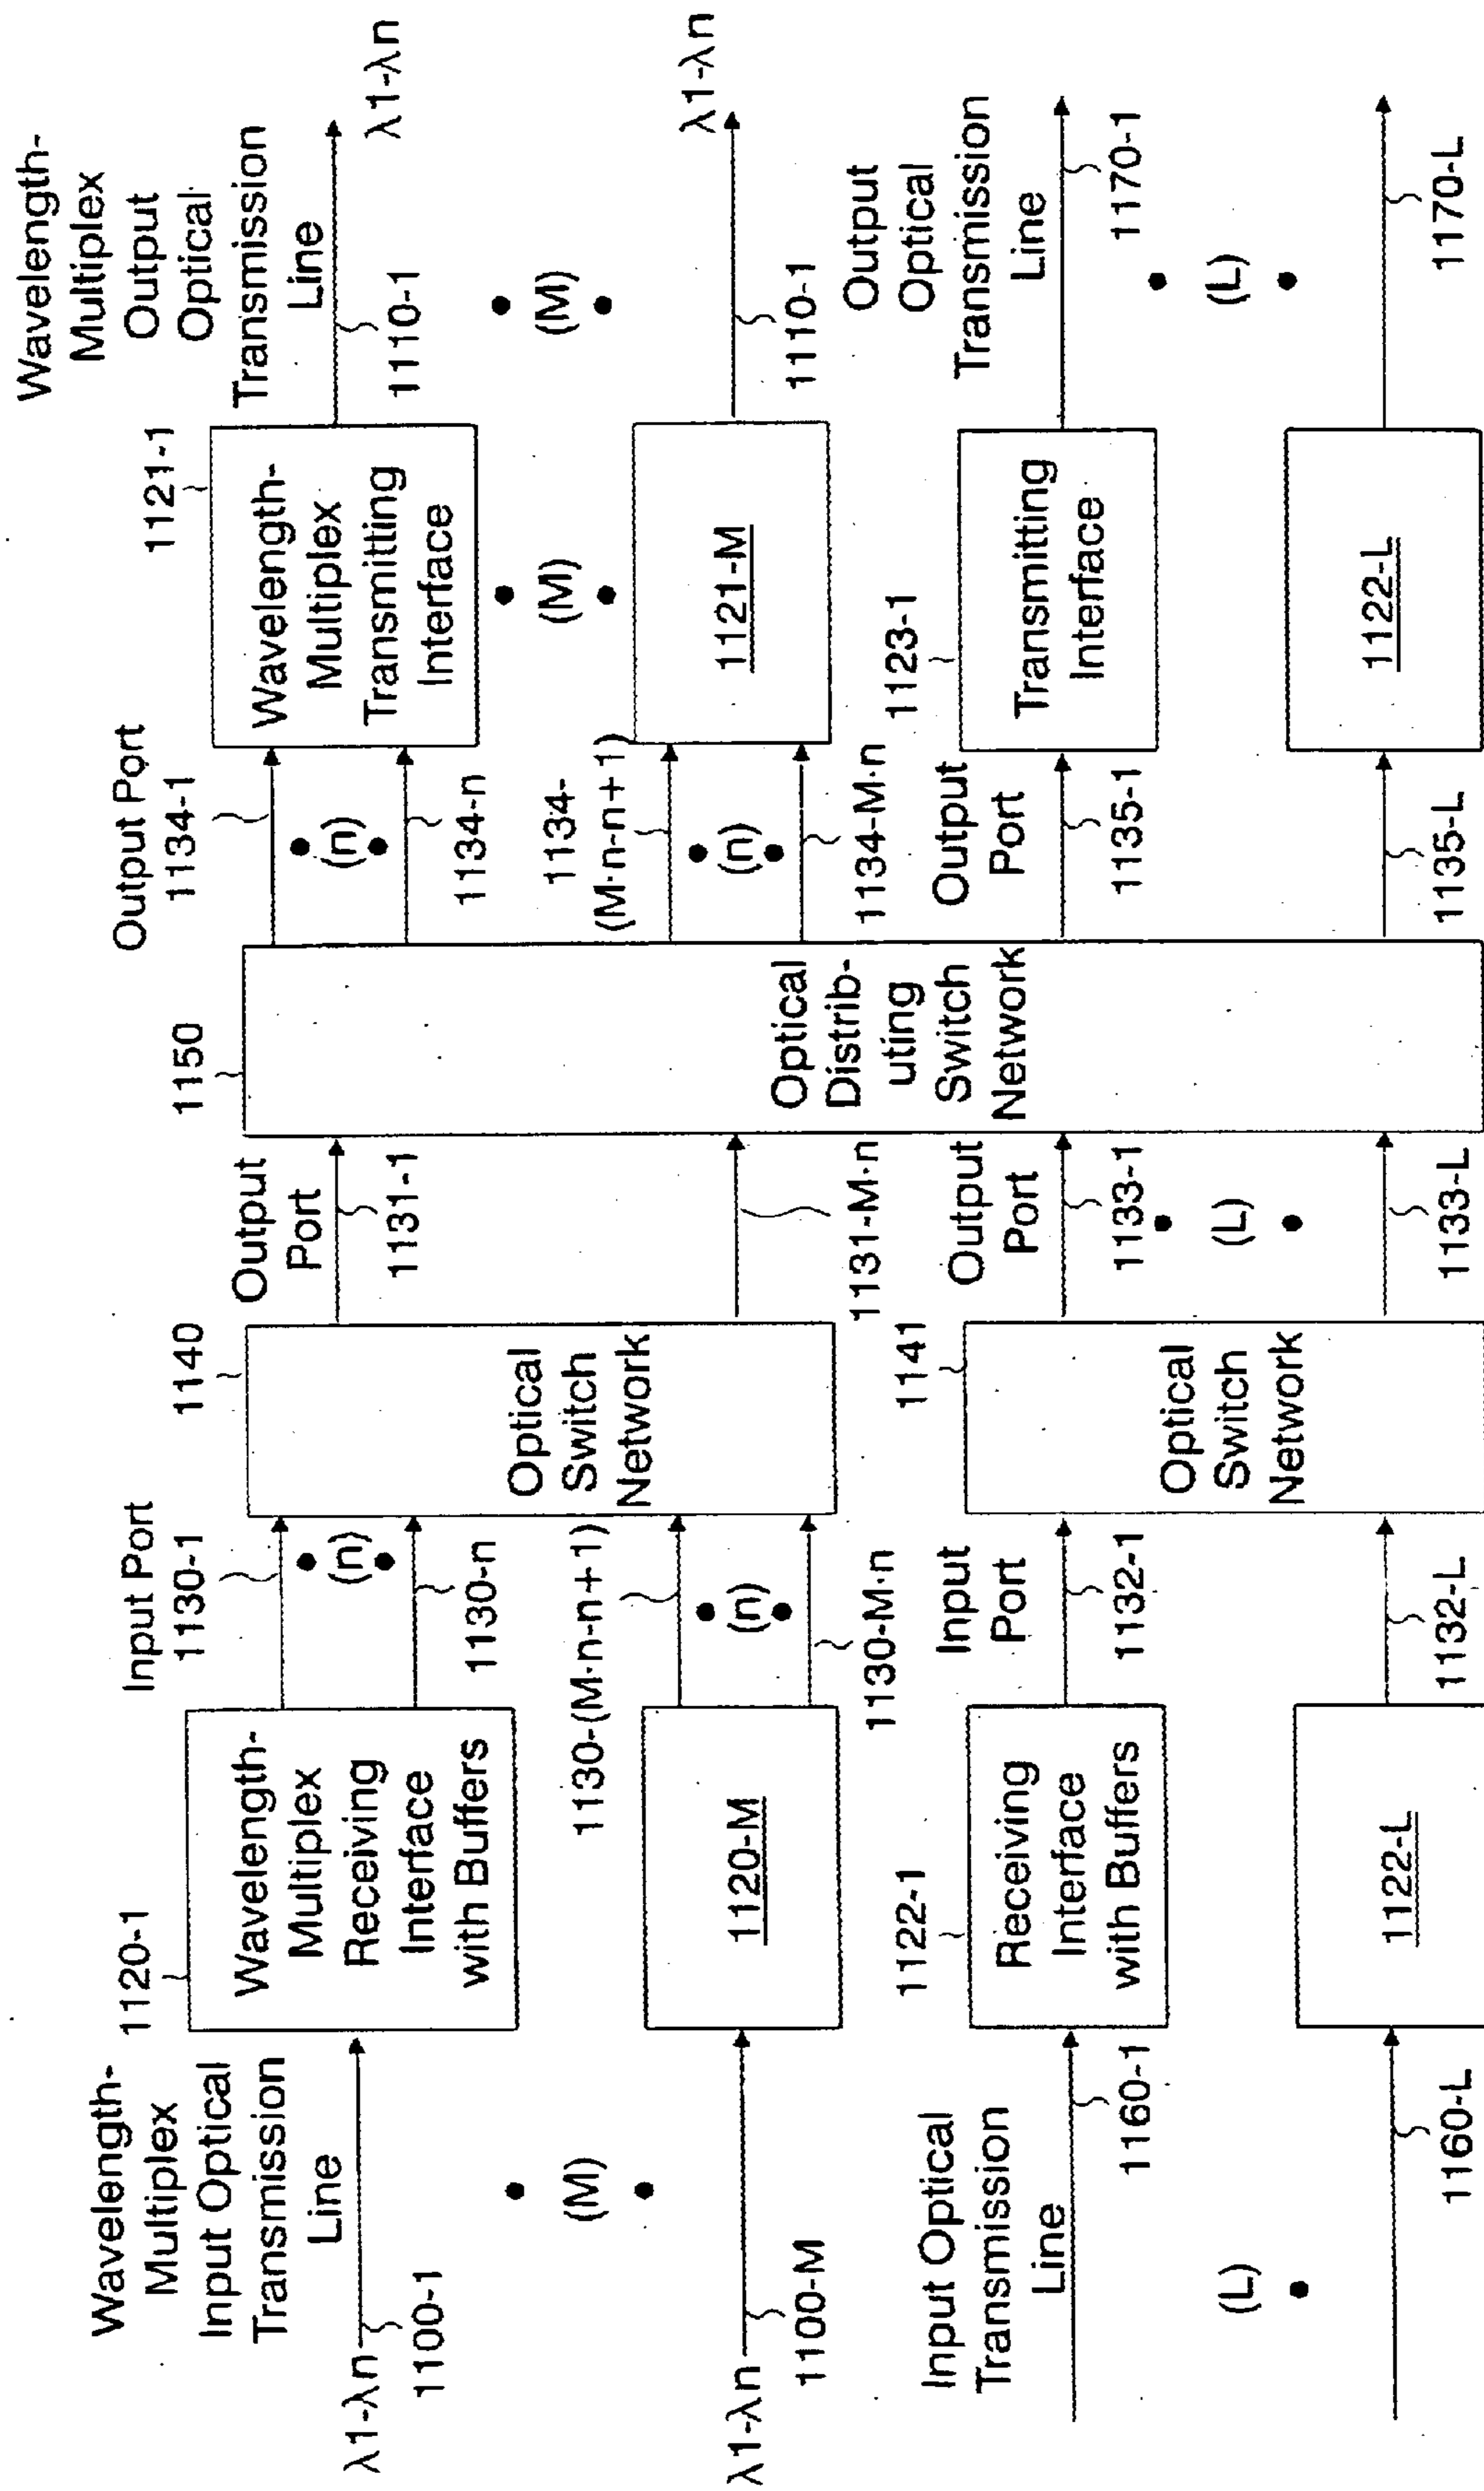 Wavelength-
Multiplex
Input Optical
Transmission
Line
λ1-λn
1100-1
(M)
λ1-λn
1100-M
Input Optical
Transmission
Line
1160-1
(L)
1160-L
1120-1
Wavelength-
Multiplex
Receiving
Interface
with Buffers
1120-M
1122-1
Receiving
Interface
with Buffers
1122-L
Input Port
1130-1
(n)
1130-n
1130-(M·n-n+1)
(n)
1130-M·n
Input
Port
1132-1
1132-L
1140
Optical
Switch
Network
1141
Optical
Switch
Network
Output
Port
1131-1
1131-M·n
Output
Port
1133-1
(L)
1133-L
1150
Optical
Distrib-
uting
Switch
Network
Output Port
1134-1
(n)
1134-n
1134-
(M·n-n+1)
(n)
1134-M·n
Output
Port
1135-1
1135-L
1121-1
Wavelength-
Multiplex
Transmitting
Interface
(M)
1121-M
1123-1
Transmitting
Interface
1122-L
Wavelength-
Multiplex
Output
Optical
Transmission
Line
λ1-λn
1110-1
(M)
λ1-λn
1110-1
Output
Optical
Transmission
Line
1170-1
(L)
1170-L